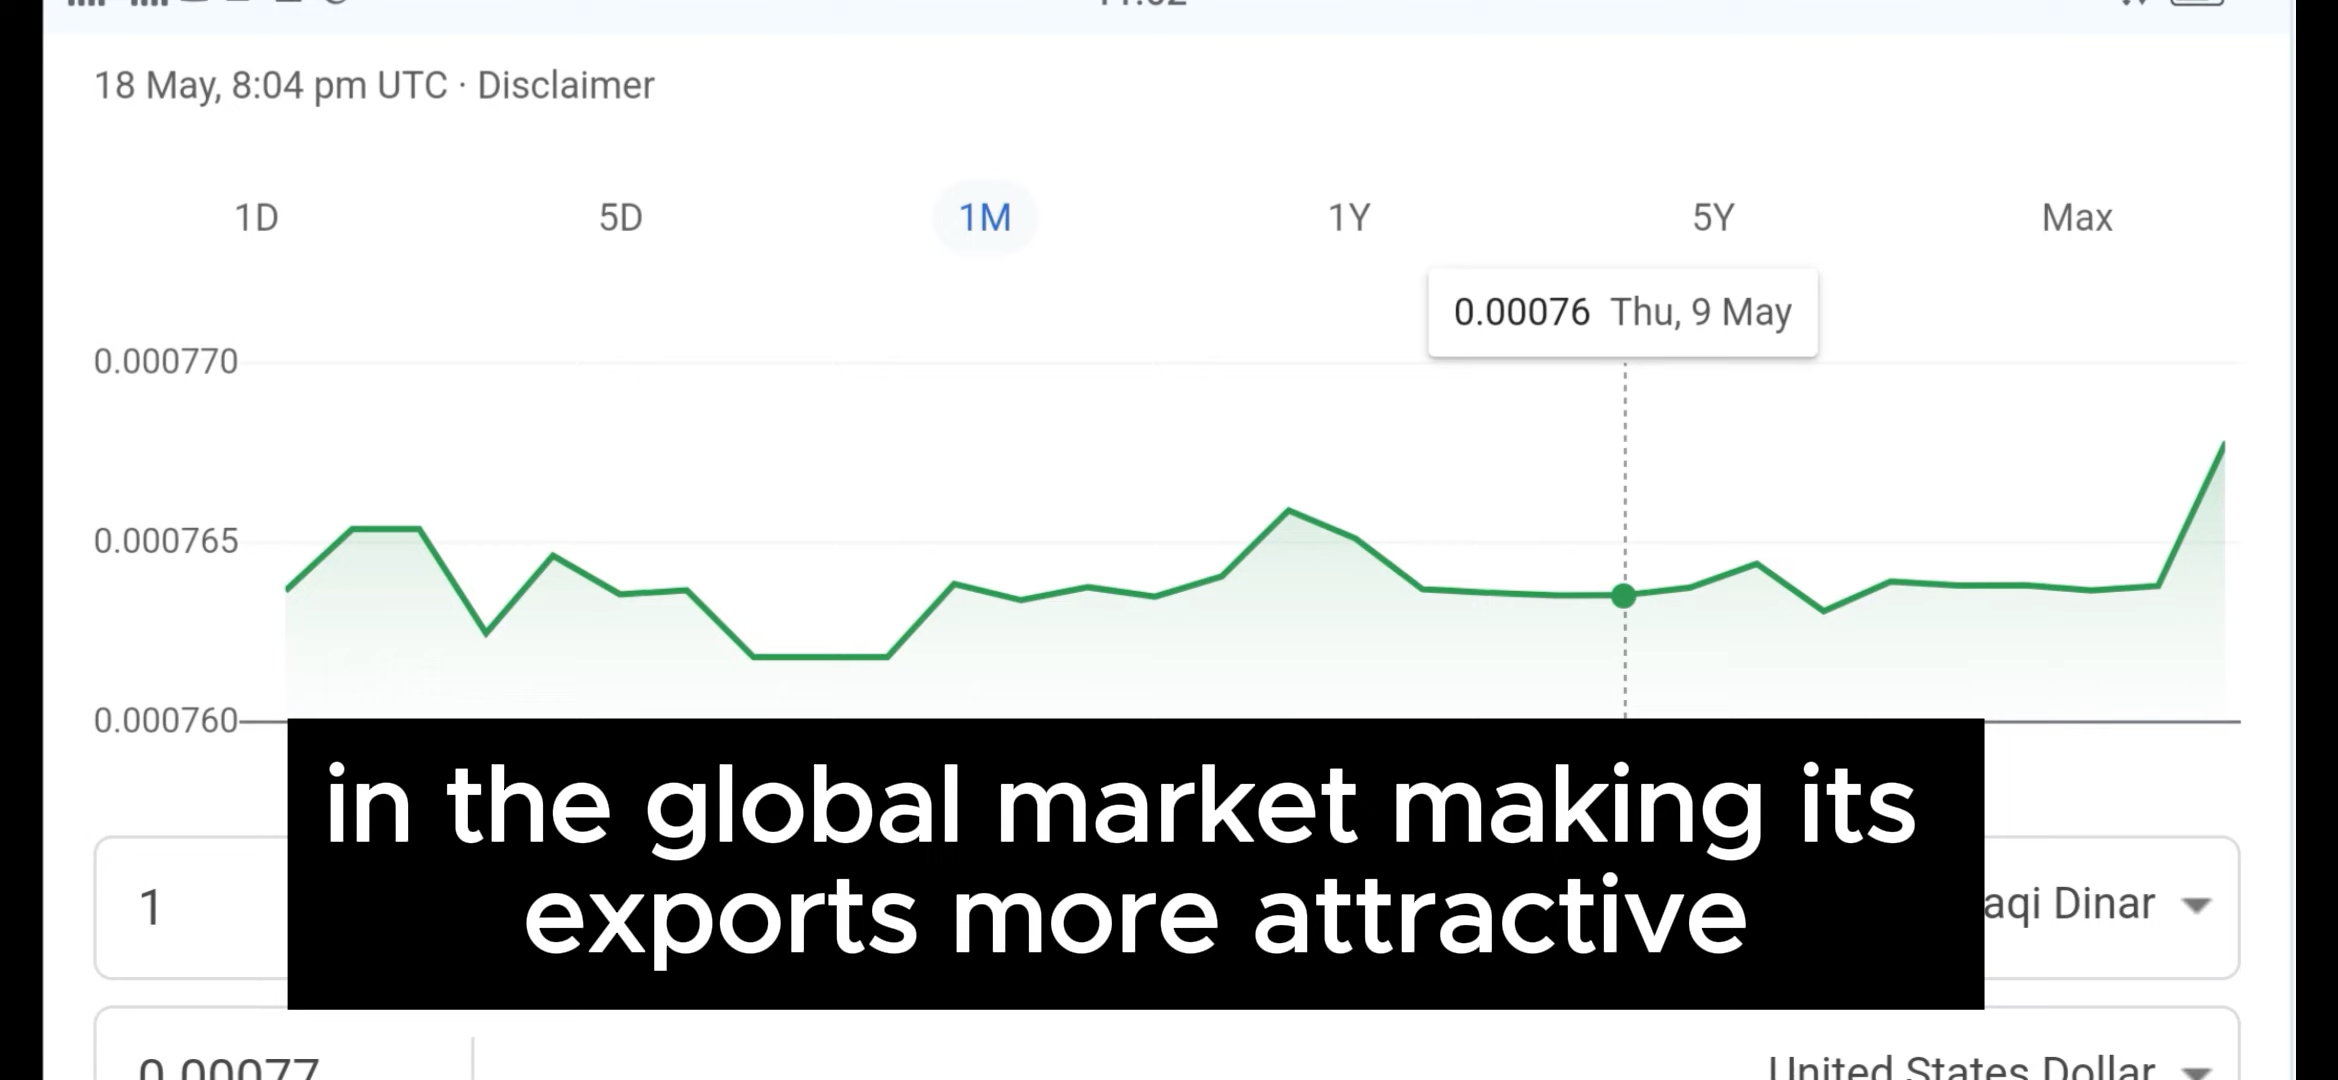 18 May, 8:04 pm UTC · Disclaimer
1D 5D 1M 1Y 5Y Max
0.00076 Thu, 9 May
0.000770
0.000765
0.000760
in the global market making its
exports more attractive
1 aqi Dinar
0.00077 United States Dollar